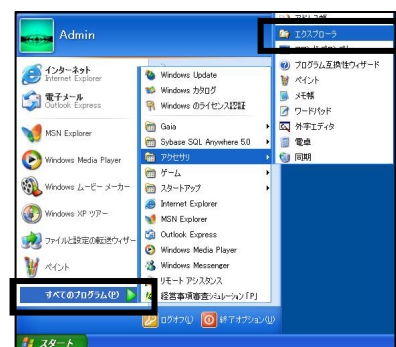 Admin
インターネット
Internet Explorer
電子メール
Outlook Express
MSN Explorer
Windows Media Player
Windows ムービー メーカー
Windows XP ツアー
ファイルと設定の転送ウィザー
ペイント
すべてのプログラム(P)
Windows Update
Windows カタログ
Windows のライセンス認証
Gaia
Sybase SQL Anywhere 5.0
アクセサリ
ゲーム
スタートアップ
Internet Explorer
MSN Explorer
Outlook Express
Windows Media Player
Windows Messenger
リモート アシスタンス
経営事項審査シミュレーション「P」
エクスプローラ
プログラム互換性ウィザード
ペイント
メモ帳
ワードパッド
外字エディタ
電卓
同期
ログオフ(L)
終了オプション(U)
スタート